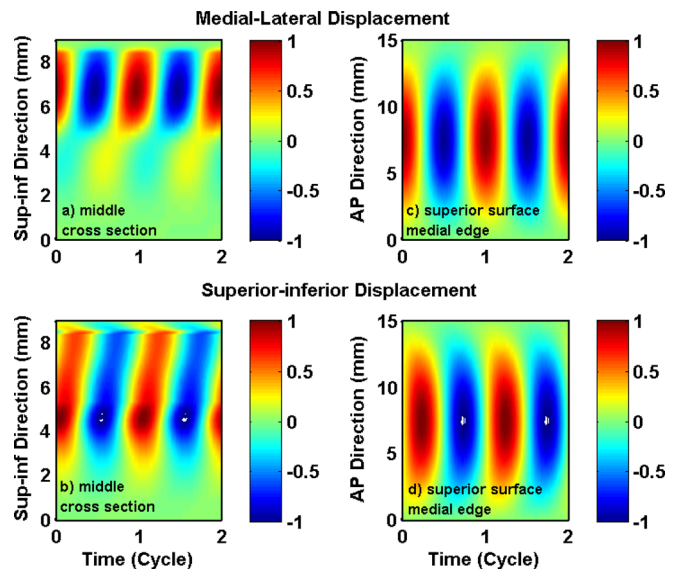 Medial-Lateral Displacement
Sup-inf Direction (mm)
8
6
4
2
0
0 1 2
a) middle
cross section
1
0.5
0
-0.5
-1
AP Direction (mm)
15
10
5
0
0 1 2
c) superior surface
medial edge
1
0.5
0
-0.5
-1
Superior-inferior Displacement
Sup-inf Direction (mm)
8
6
4
2
0
0 1 2
Time (Cycle)
b) middle
cross section
1
0.5
0
-0.5
-1
AP Direction (mm)
15
10
5
0
0 1 2
Time (Cycle)
d) superior surface
medial edge
1
0.5
0
-0.5
-1